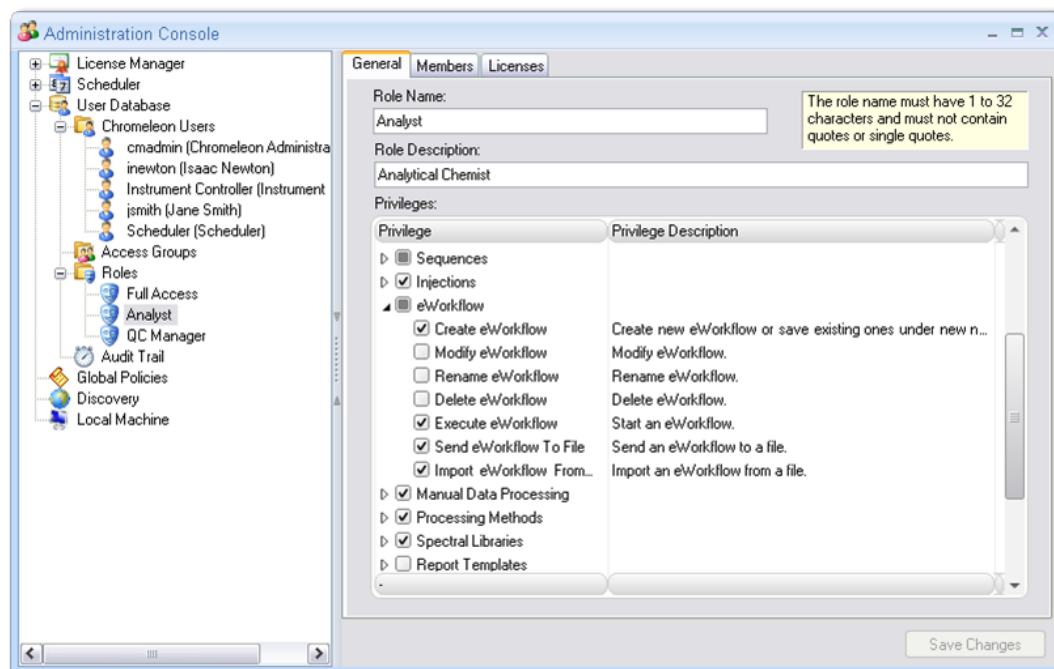 Administration Console
License Manager
Scheduler
User Database
Chromeleon Users
cmadmin (Chromeleon Administra
inewton (Isaac Newton)
Instrument Controller (Instrument
jsmith (Jane Smith)
Scheduler (Scheduler)
Access Groups
Roles
Full Access
Analyst
QC Manager
Audit Trail
Global Policies
Discovery
Local Machine
General Members Licenses
Role Name:
Analyst
The role name must have 1 to 32
characters and must not contain
quotes or single quotes.
Role Description:
Analytical Chemist
Privileges:
Privilege Privilege Description
Sequences
Injections
eWorkflow
Create eWorkflow Create new eWorkflow or save existing ones under new n...
Modify eWorkflow Modify eWorkflow.
Rename eWorkflow Rename eWorkflow.
Delete eWorkflow Delete eWorkflow.
Execute eWorkflow Start an eWorkflow.
Send eWorkflow To File Send an eWorkflow to a file.
Import eWorkflow From... Import an eWorkflow from a file.
Manual Data Processing
Processing Methods
Spectral Libraries
Report Templates
-
Save Changes